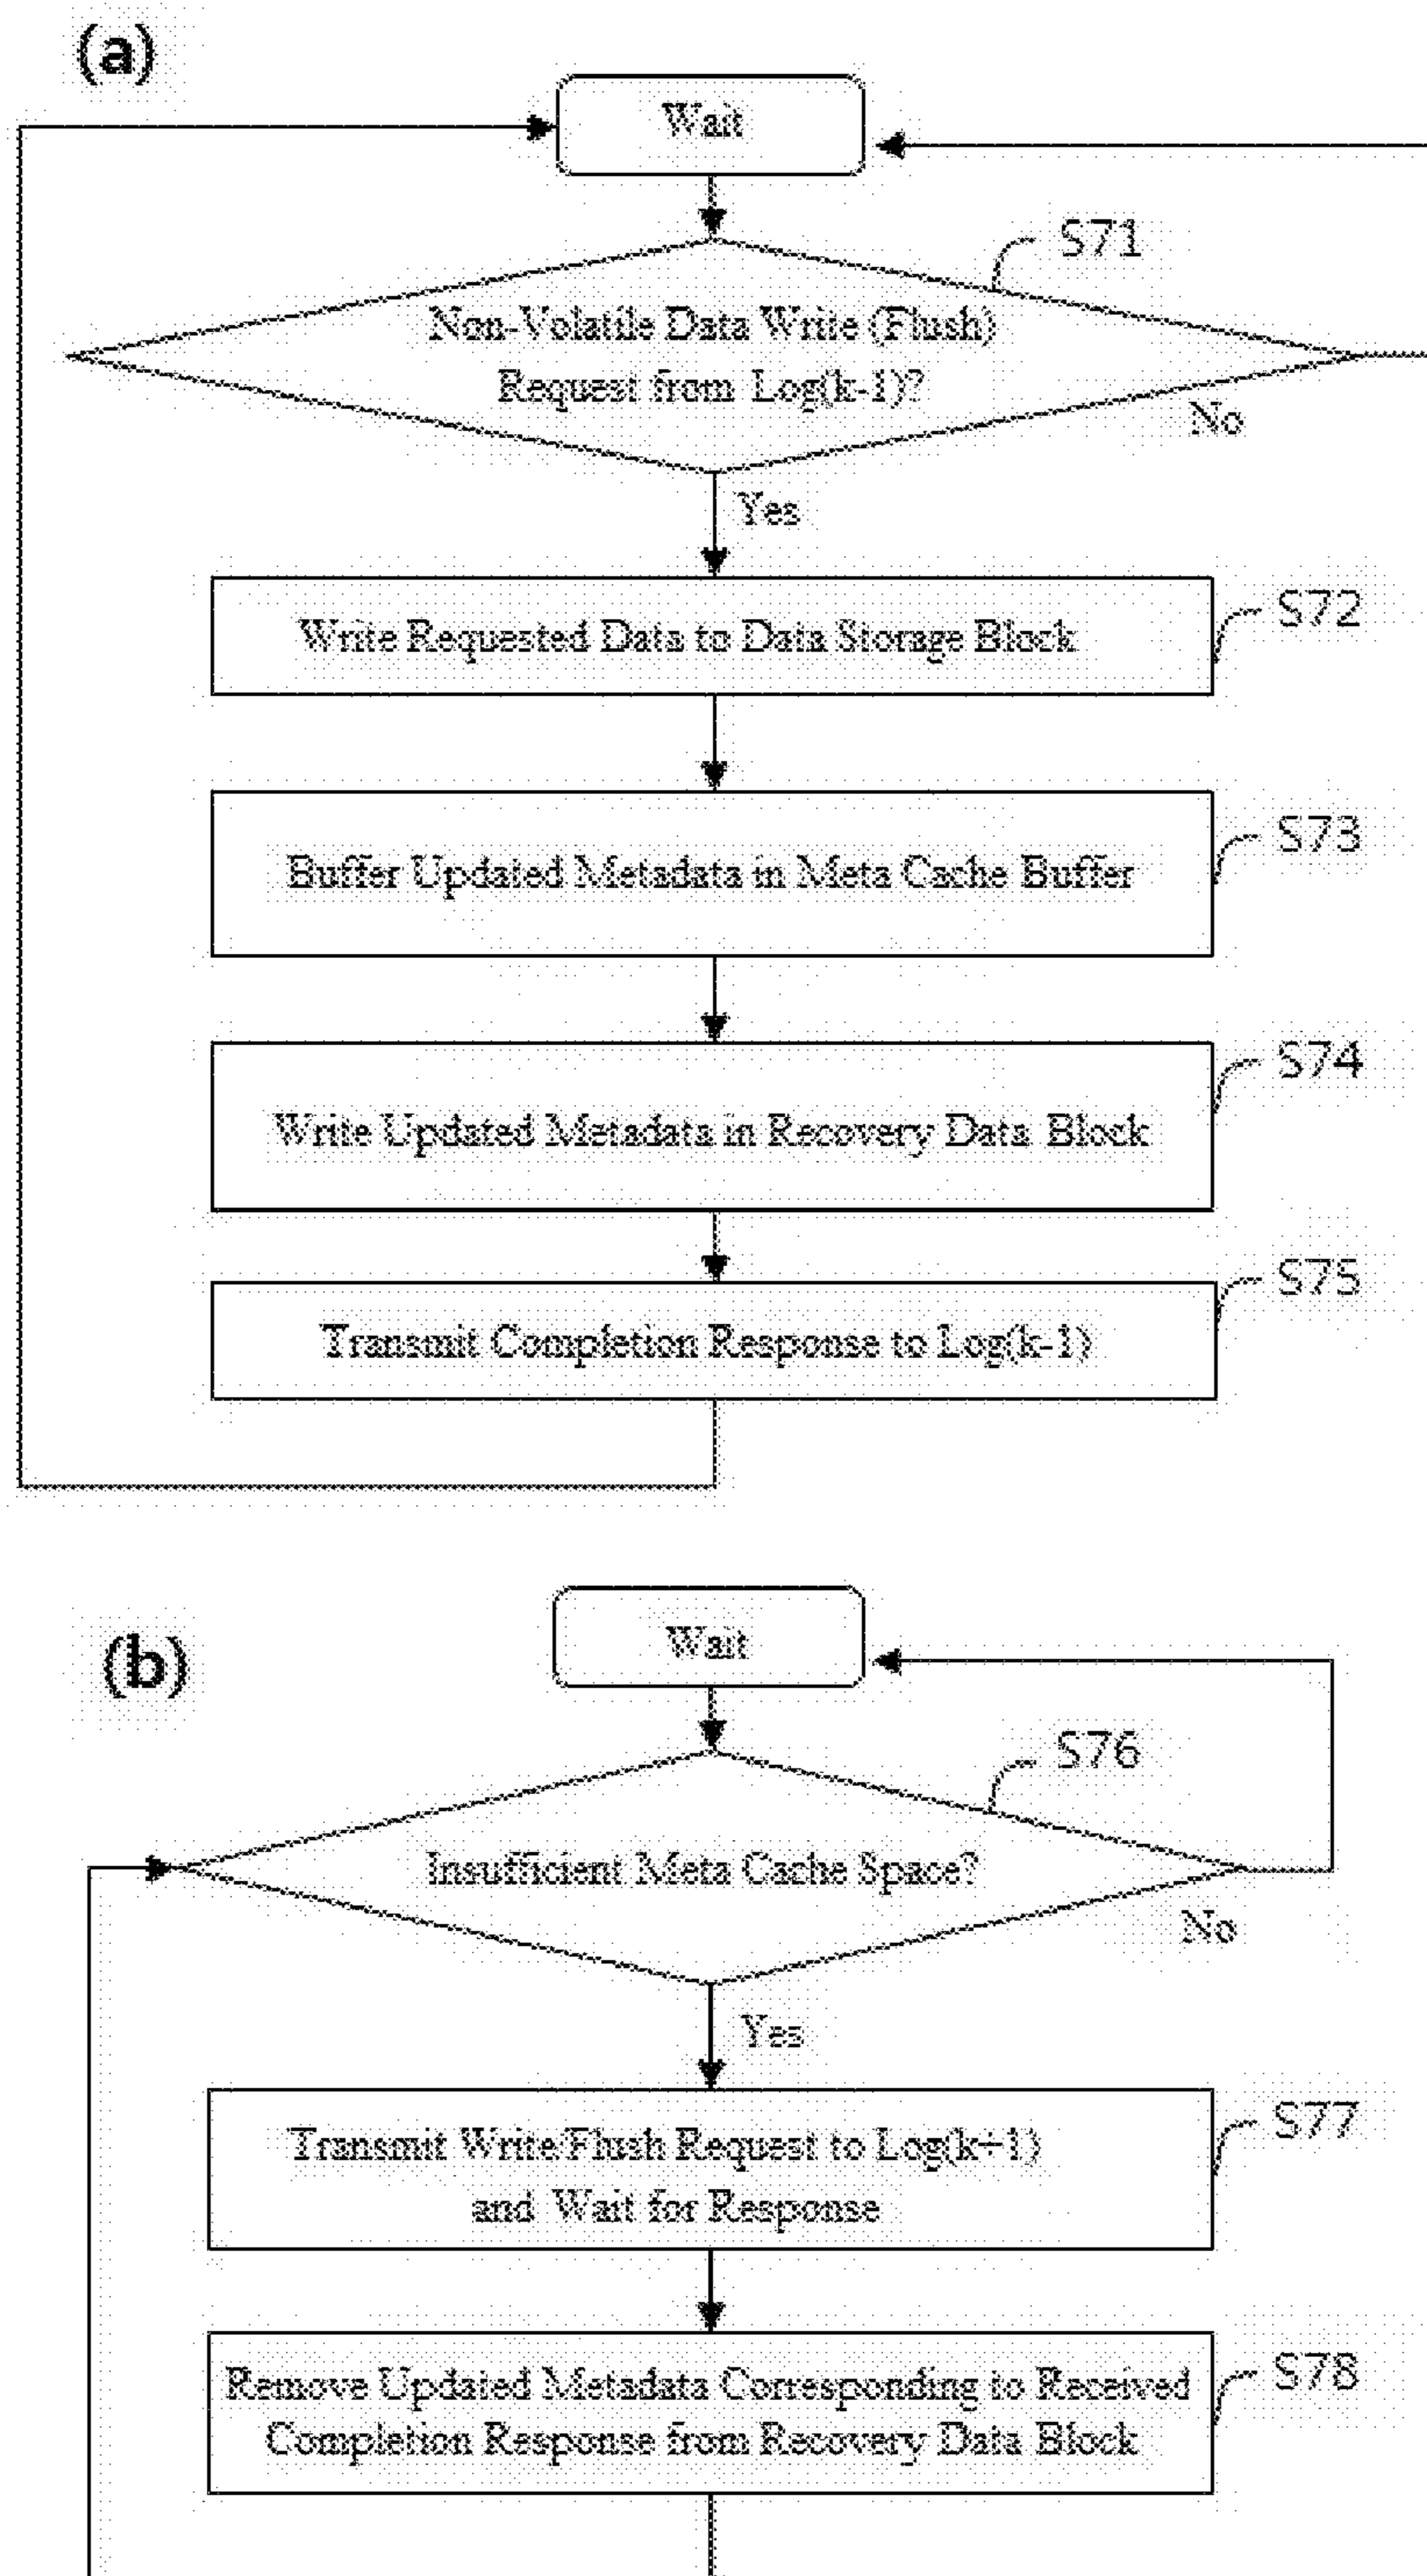 (a)
Wait
S71
Non-Volatile Data Write (Flush)
Request from Log(k-1)?
No
Yes
S72
Write Requested Data to Data Storage Block
S73
Buffer Updated Metadata in Meta Cache Buffer
S74
Write Updated Metadata in Recovery Data Block
S75
Transmit Completion Response to Log(k-1)
(b)
Wait
S76
Insufficient Meta Cache Space?
No
Yes
S77
Transmit Write/Flush Request to Log(k+1)
and Wait for Response
S78
Remove Updated Metadata Corresponding to Received
Completion Response from Recovery Data Block